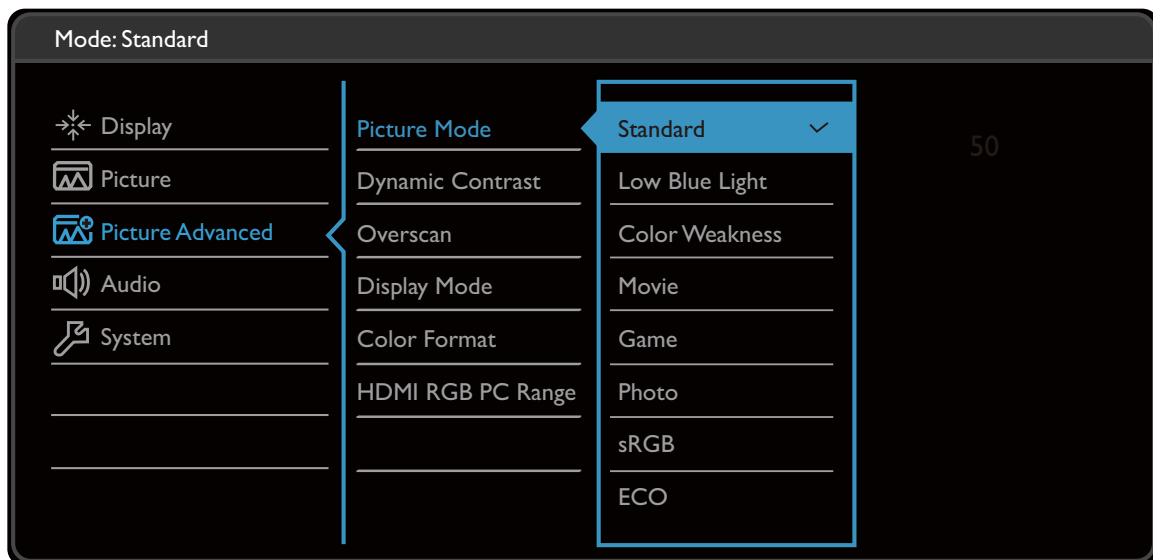 Mode: Standard
Display
Picture
Picture Advanced
Audio
System
Picture Mode
Dynamic Contrast
Overscan
Display Mode
Color Format
HDMI RGB PC Range
Standard
Low Blue Light
Color Weakness
Movie
Game
Photo
sRGB
ECO
50